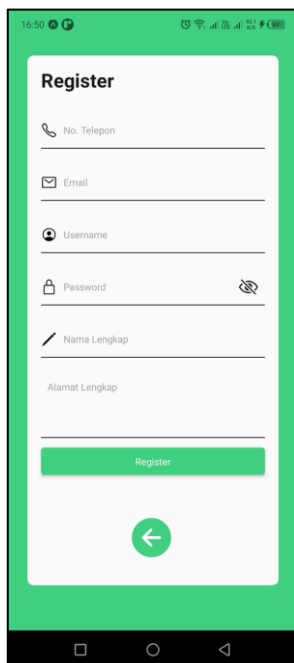 16:50
Register
No. Telepon
Email
Username
Password
Nama Lengkap
Alamat Lengkap
Register